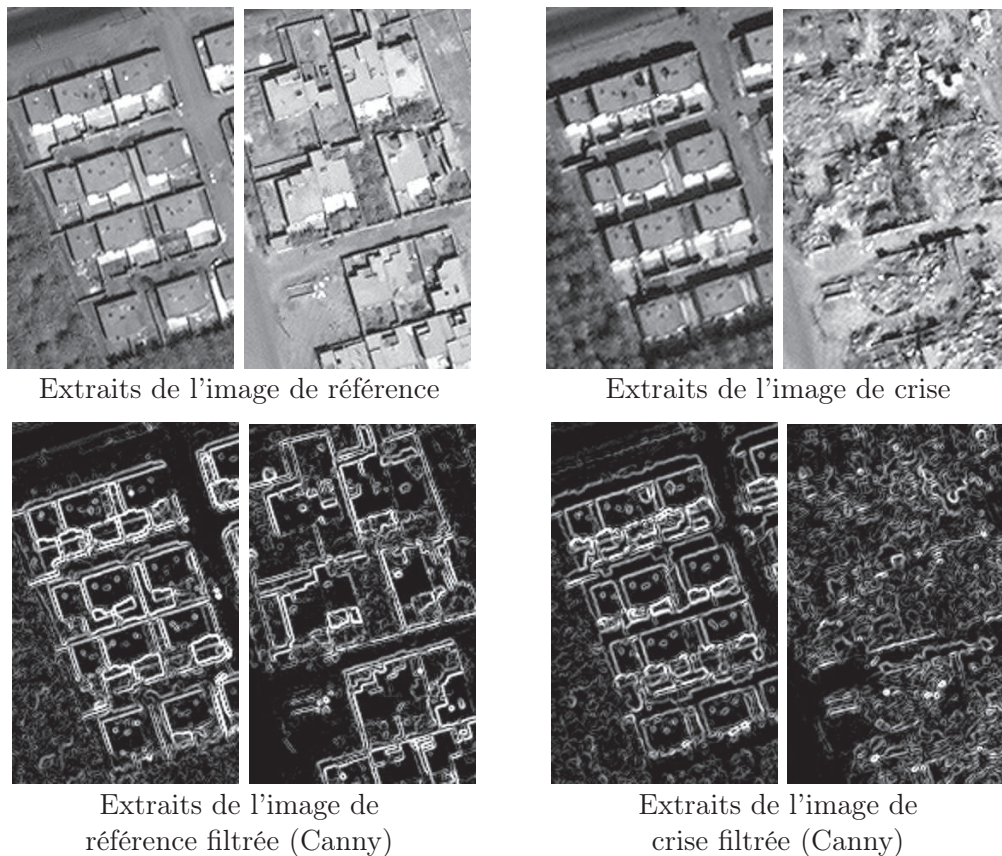 Extraits de l'image de référence
Extraits de l'image de crise
Extraits de l'image de
référence filtrée (Canny)
Extraits de l'image de
crise filtrée (Canny)